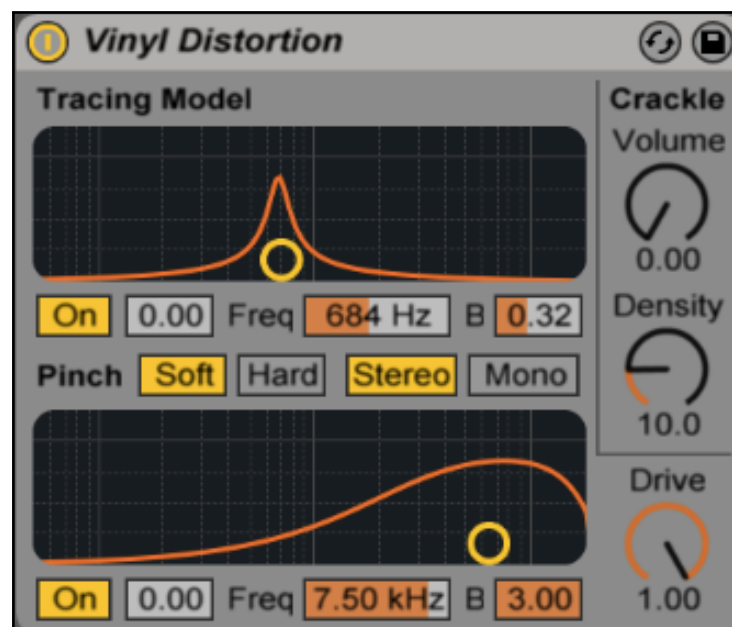 Vinyl Distortion
Tracing Model
On 0.00 Freq 684 Hz B 0.32
Pinch Soft Hard Stereo Mono
On 0.00 Freq 7.50 kHz B 3.00
Crackle
Volume
0.00
Density
10.0
Drive
1.00